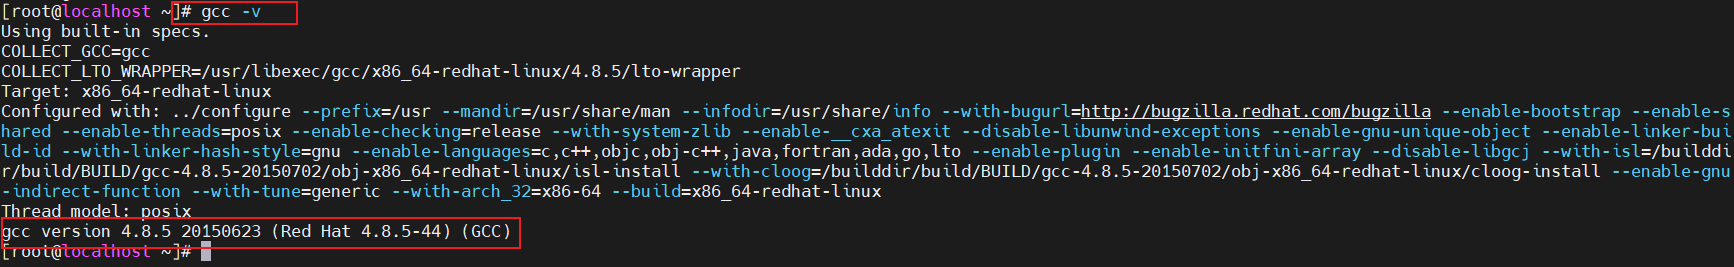 [root@localhost ~]# gcc -v
Using built-in specs.
COLLECT_GCC=gcc
COLLECT_LTO_WRAPPER=/usr/libexec/gcc/x86_64-redhat-linux/4.8.5/lto-wrapper
Target: x86_64-redhat-linux
Configured with: ../configure --prefix=/usr --mandir=/usr/share/man --infodir=/usr/share/info --with-bugurl=http://bugzilla.redhat.com/bugzilla --enable-bootstrap --enable-s
hared --enable-threads=posix --enable-checking=release --with-system-zlib --enable-__cxa_atexit --disable-libunwind-exceptions --enable-gnu-unique-object --enable-linker-bui
ld-id --with-linker-hash-style=gnu --enable-languages=c,c++,objc,obj-c++,java,fortran,ada,go,lto --enable-plugin --enable-initfini-array --disable-libgcj --with-isl=/builddi
r/build/BUILD/gcc-4.8.5-20150702/obj-x86_64-redhat-linux/isl-install --with-cloog=/builddir/build/BUILD/gcc-4.8.5-20150702/obj-x86_64-redhat-linux/cloog-install --enable-gnu
-indirect-function --with-tune=generic --with-arch_32=x86-64 --build=x86_64-redhat-linux
Thread model: posix
gcc version 4.8.5 20150623 (Red Hat 4.8.5-44) (GCC)
[root@localhost ~]#